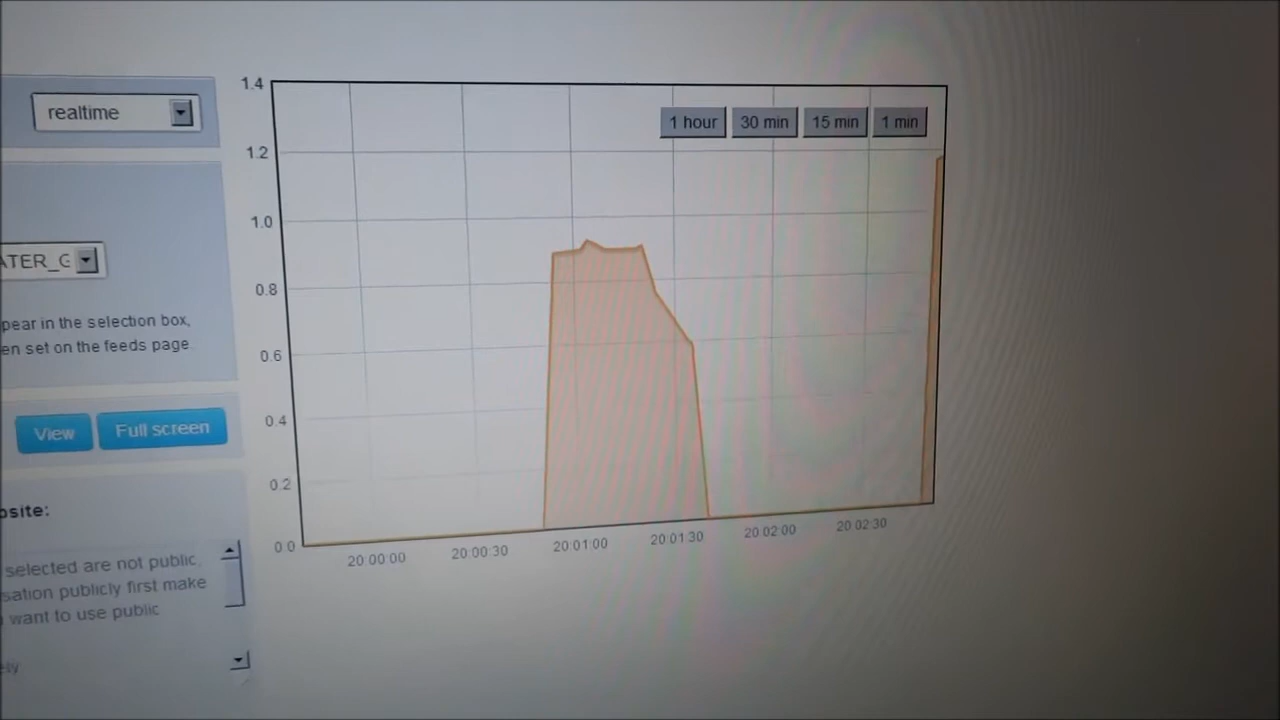 realtime
ATER_G
pear in the selection box,
en set on the feeds page
View
Full screen
osite:
selected are not public,
sation publicly first make
want to use public
1.4
1.2
1.0
0.8
0.6
0.4
0.2
0 0
1 hour
30 min
15 min
1 min
20 00:00
20:00:30
20:01:00
20:01:30
20 02:00
20 02:30